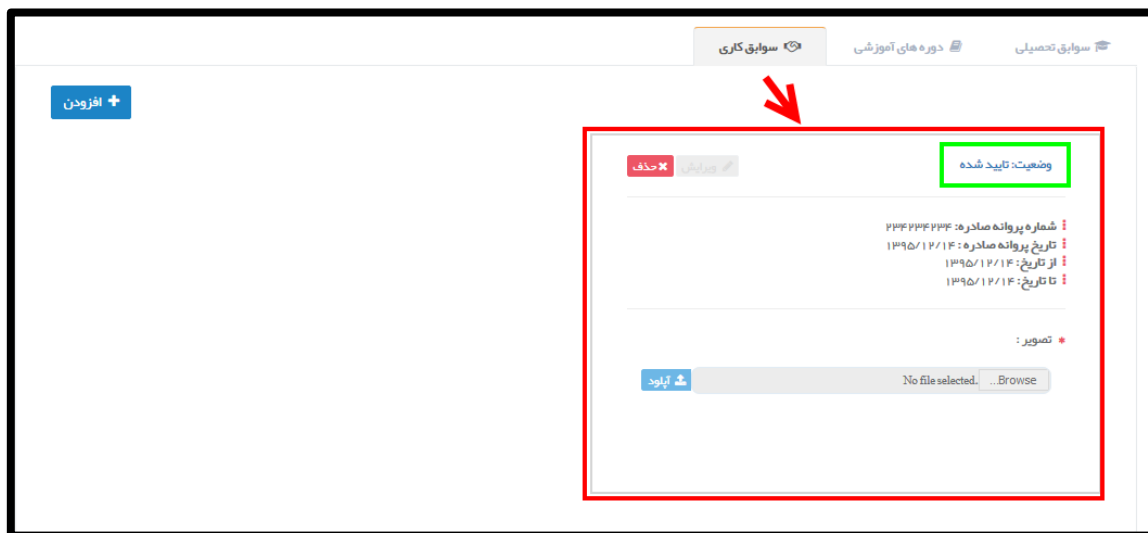 سوابق تحصیلی
دوره های آموزشی
سوابق کاری
افزودن
وضعیت: تایید شده
ویرایش
حذف
شماره پروانه صادره: ۲۳۴۲۳۴۲۳۴
تاریخ پروانه صادره : ۱۳۹۵/۱۲/۱۴
از تاریخ: ۱۳۹۵/۱۲/۱۴
تا تاریخ: ۱۳۹۵/۱۲/۱۴
* تصویر :
Browse...
No file selected.
آپلود